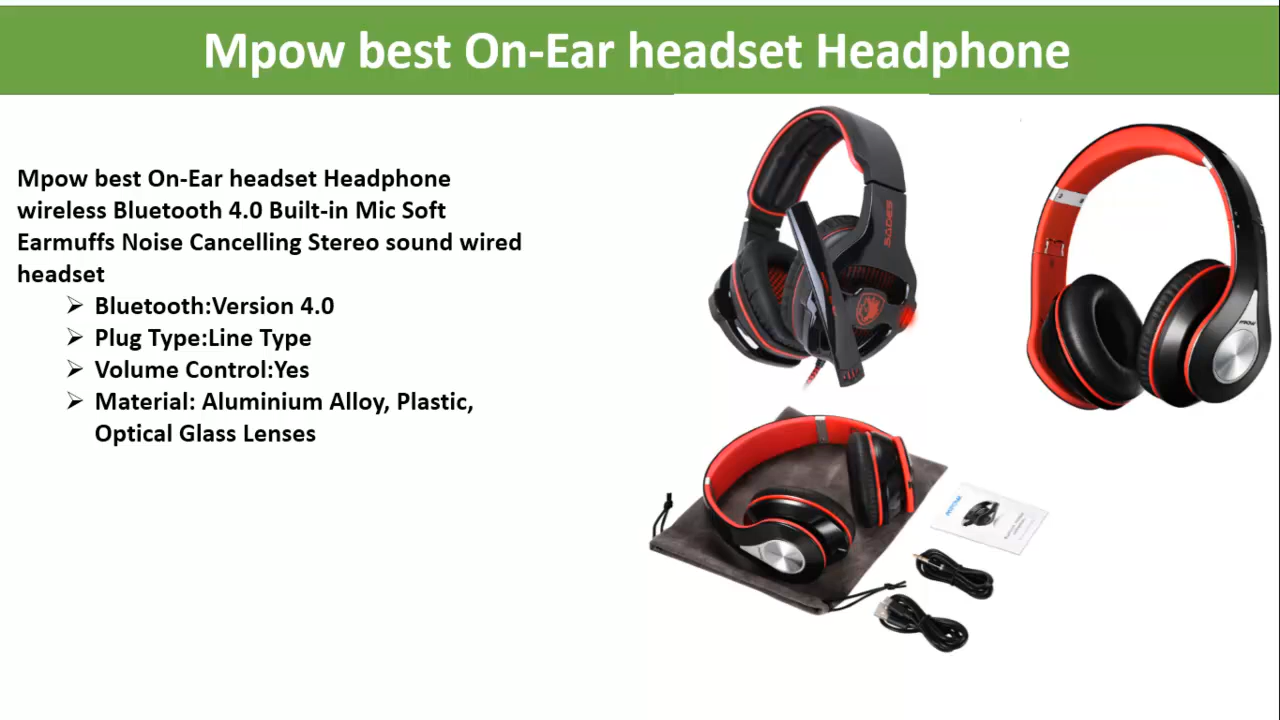 Mpow best On-Ear headset Headphone
Mpow best On-Ear headset Headphone
wireless Bluetooth 4.0 Built-in Mic Soft
Earmuffs Noise Cancelling Stereo sound wired
headset
➢ Bluetooth:Version 4.0
➢ Plug Type:Line Type
➢ Volume Control:Yes
➢ Material: Aluminium Alloy, Plastic,
Optical Glass Lenses
SADES